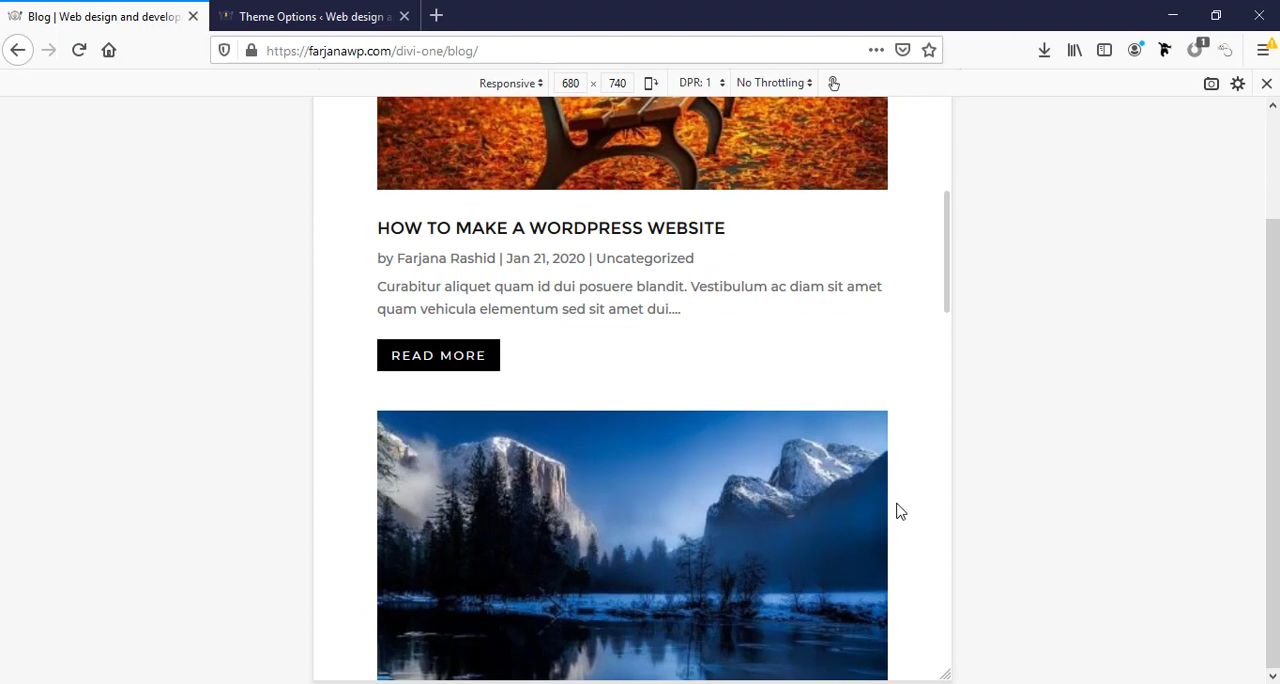 Blog | Web design and develop
Theme Options ‹ Web design a
https://farjanawp.com/divi-one/blog/
1
Responsive
680 × 740
DPR: 1
No Throttling
HOW TO MAKE A WORDPRESS WEBSITE
by Farjana Rashid | Jan 21, 2020 | Uncategorized
Curabitur aliquet quam id dui posuere blandit. Vestibulum ac diam sit amet
quam vehicula elementum sed sit amet dui....
READ MORE